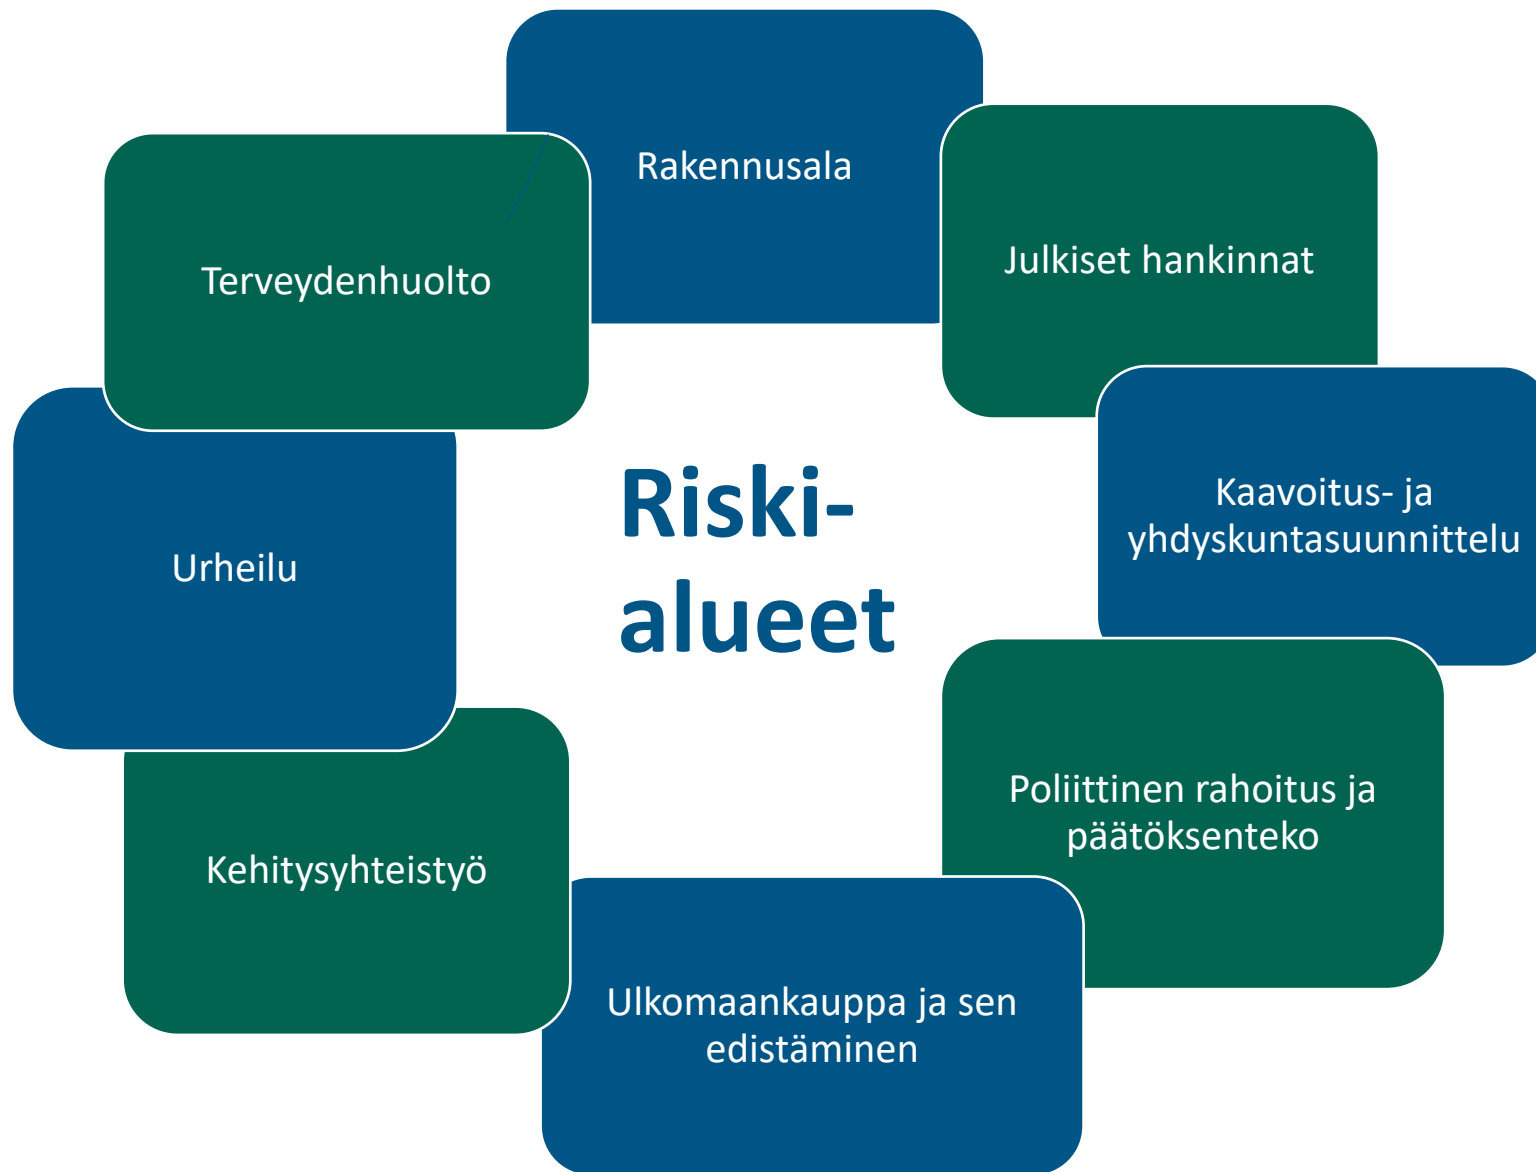 Rakennusala
Julkiset hankinnat
Kaavoitus- ja
yhdyskuntasuunnittelu
Poliittinen rahoitus ja
päätöksenteko
Ulkomaankauppa ja sen
edistäminen
Kehitysyhteistyö
Urheilu
Terveydenhuolto
Riski-
alueet